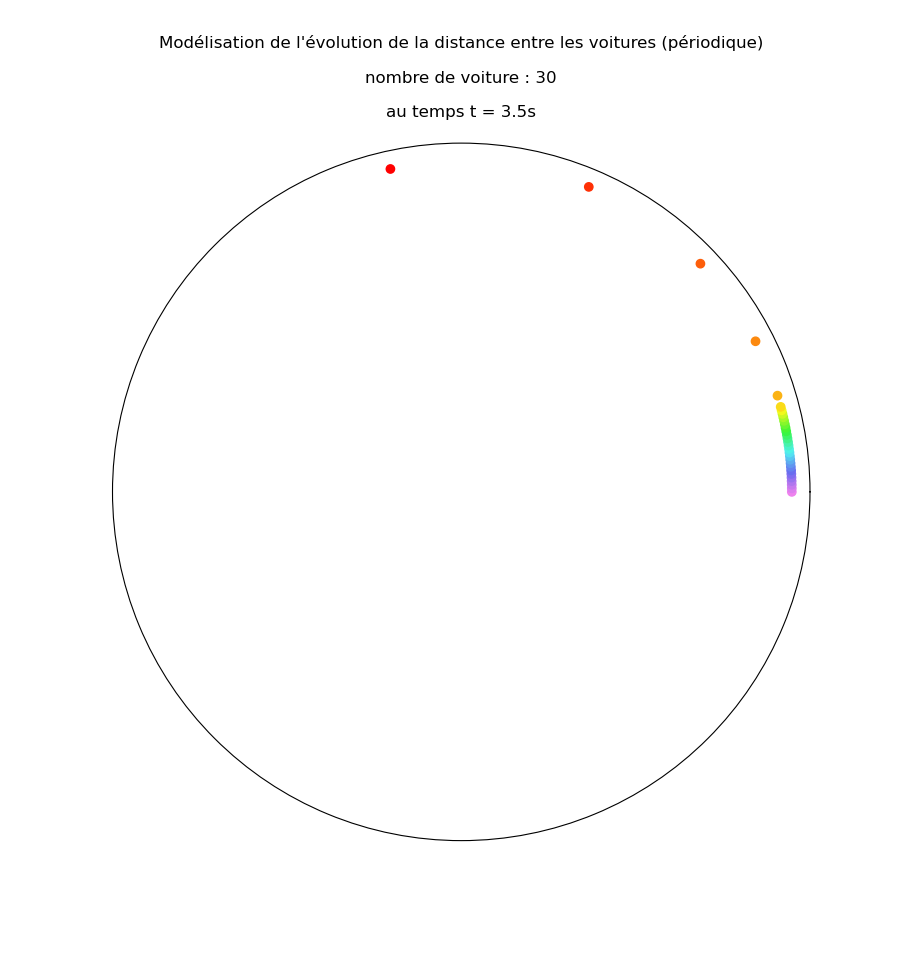 Modélisation de l'évolution de la distance entre les voitures (périodique)
nombre de voiture : 30
au temps t = 3.5s